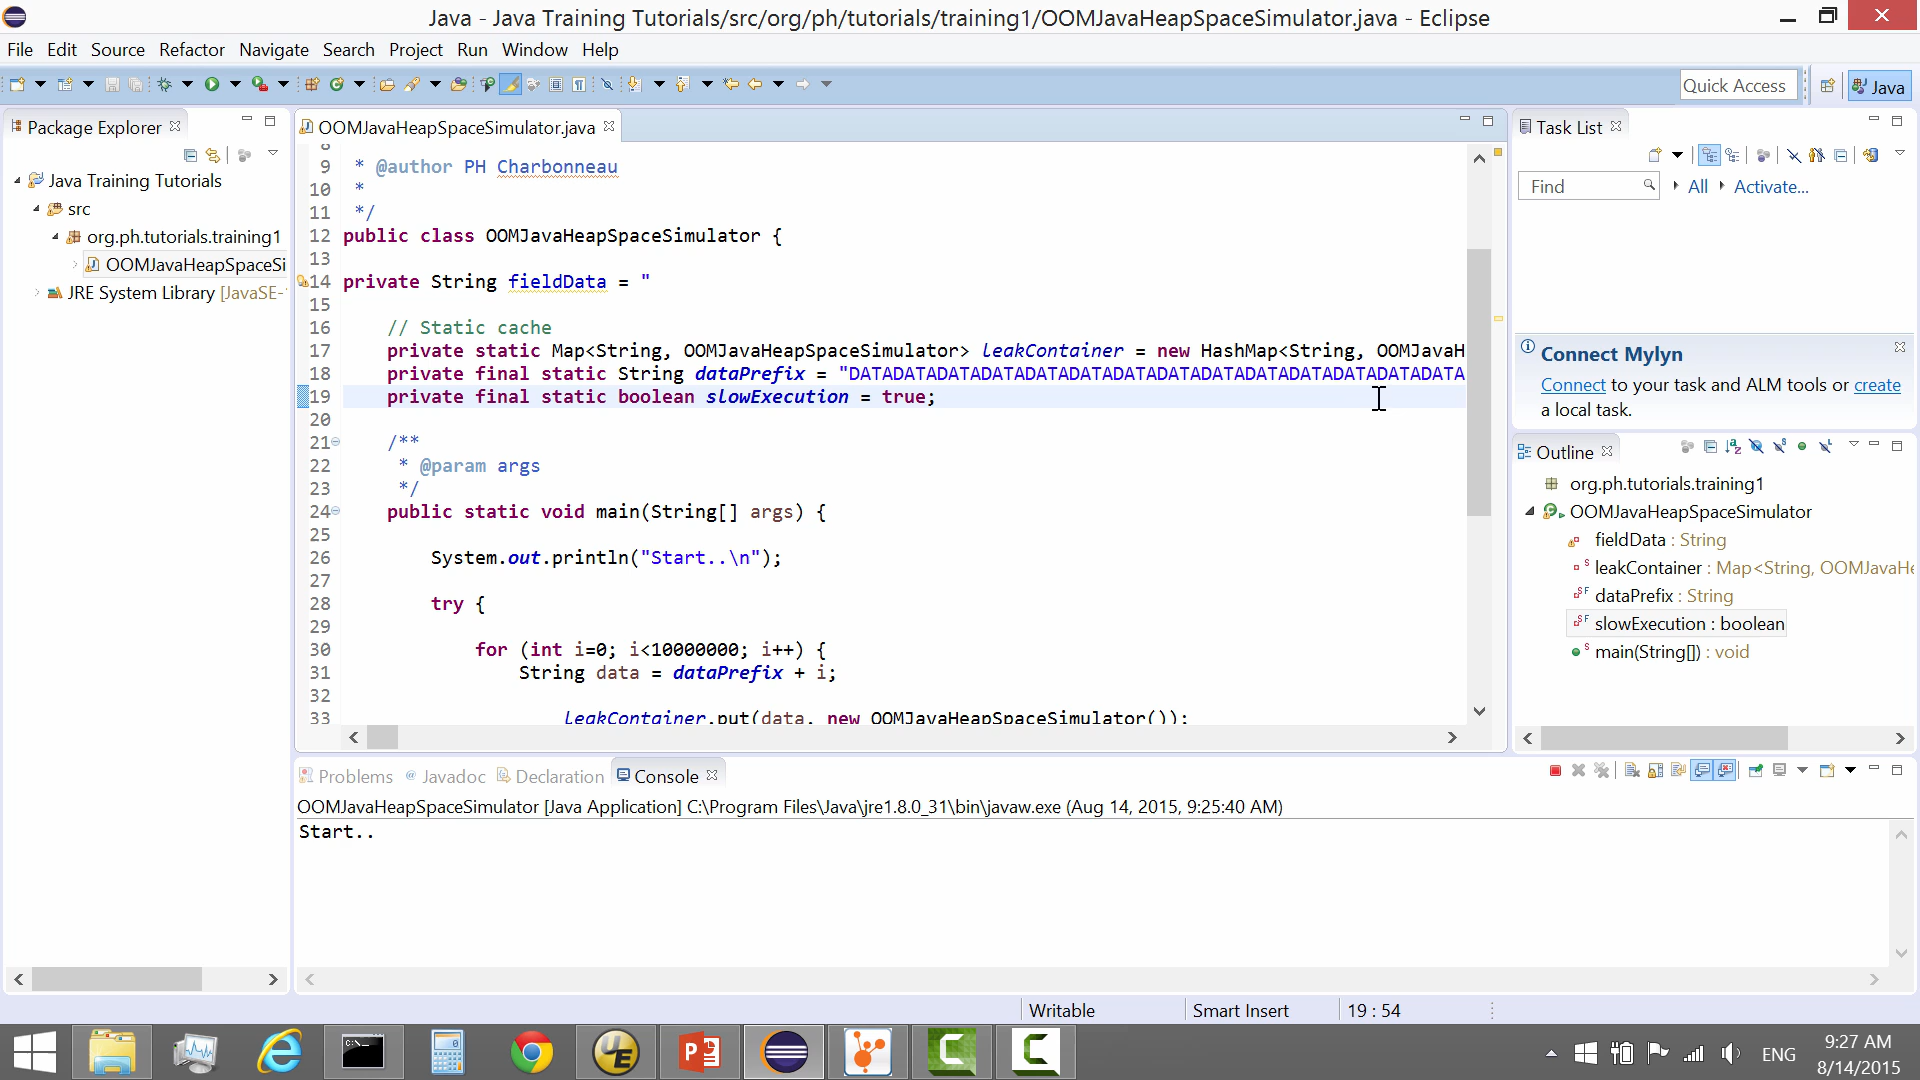 Java - Java Training Tutorials/src/org/ph/tutorials/training1/OOMJavaHeapSpaceSimulator.java - Eclipse
File Edit Source Refactor Navigate Search Project Run Window Help
Quick Access
Java
Package Explorer
Java Training Tutorials
src
org.ph.tutorials.training1
OOMJavaHeapSpaceSi
JRE System Library [JavaSE-
OOMJavaHeapSpaceSimulator.java
8
9 * @author PH Charbonneau
10 *
11 */
12 public class OOMJavaHeapSpaceSimulator {
13
14 private String fieldData = "
15
16 // Static cache
17 private static Map<String, OOMJavaHeapSpaceSimulator> leakContainer = new HashMap<String, OOMJavaH
18 private final static String dataPrefix = "DATADATADATADATADATADATADATADATADATADATADATADATADATADATA
19 private final static boolean slowExecution = true;
20
21 /**
22 * @param args
23 */
24 public static void main(String[] args) {
25
26 System.out.println("Start..\n");
27
28 try {
29
30 for (int i=0; i<10000000; i++) {
31 String data = dataPrefix + i;
32
33 leakContainer.put(data, new OOMJavaHeapSpaceSimulator());
Task List
Find
All
Activate...
Connect Mylyn
Connect to your task and ALM tools or create
a local task.
Outline
org.ph.tutorials.training1
OOMJavaHeapSpaceSimulator
fieldData : String
leakContainer : Map<String, OOMJavaHe
dataPrefix : String
slowExecution : boolean
main(String[]) : void
Problems @ Javadoc Declaration Console
OOMJavaHeapSpaceSimulator [Java Application] C:\Program Files\Java\jre1.8.0_31\bin\javaw.exe (Aug 14, 2015, 9:25:40 AM)
Start..
Writable
Smart Insert
19 : 54
ENG
9:27 AM
8/14/2015